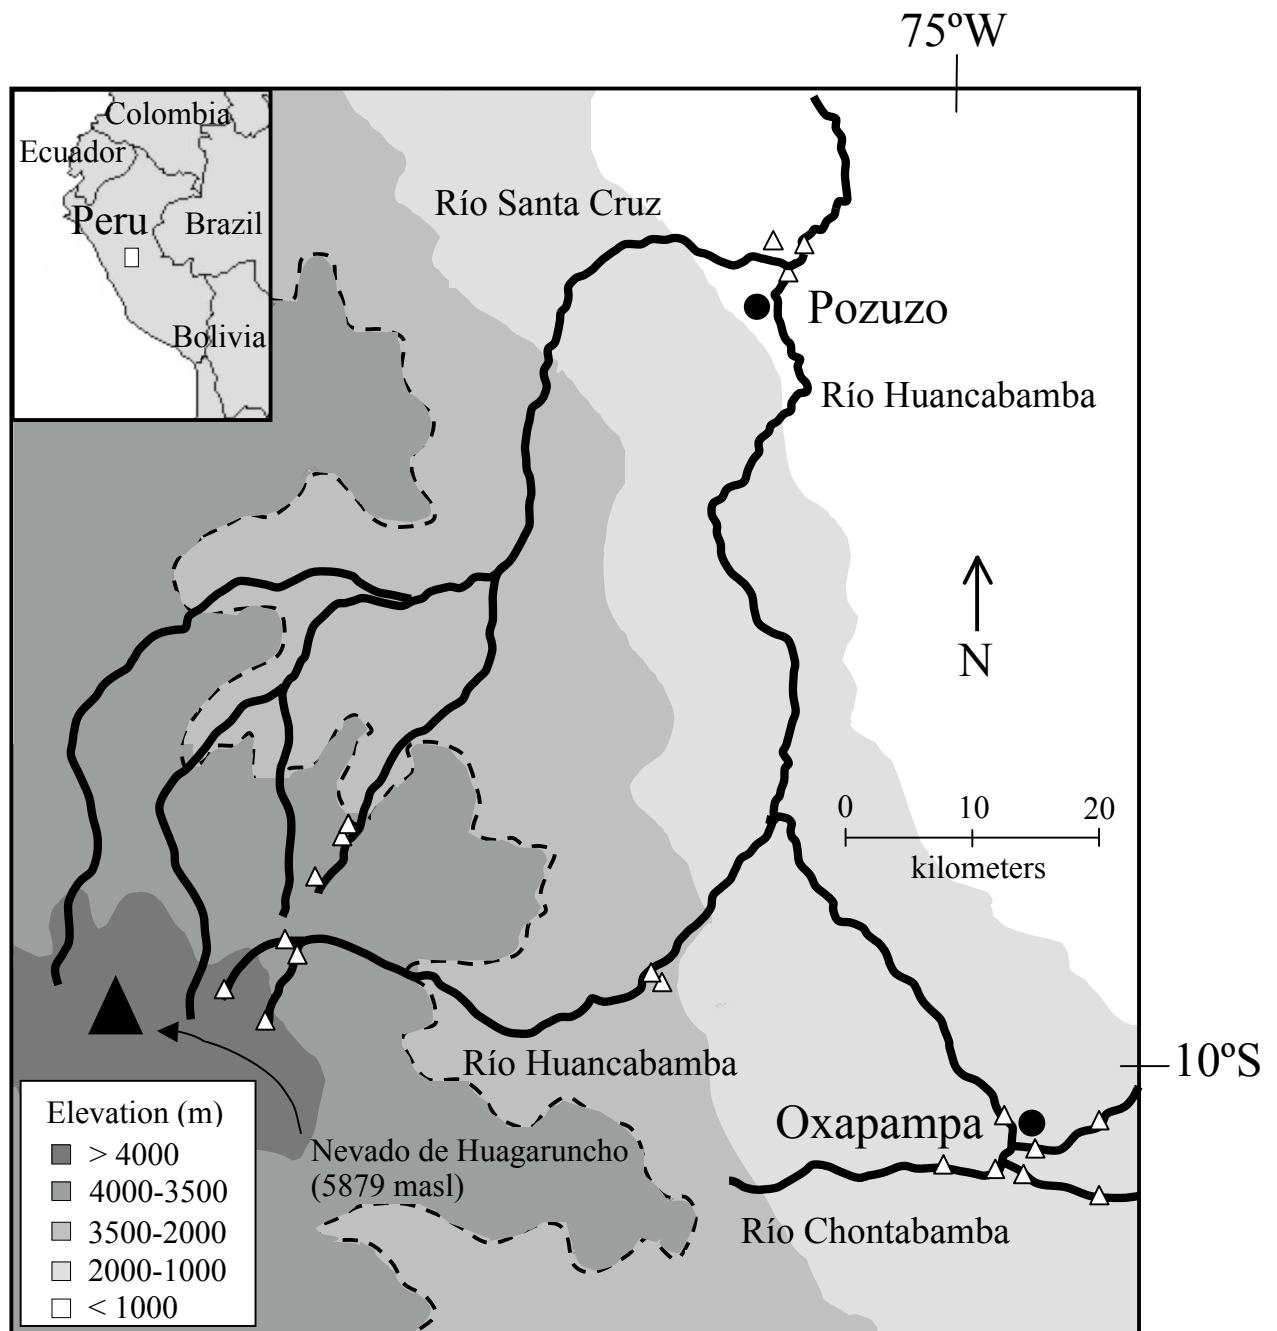 75ºW
Colombia
Ecuador
Peru
Brazil
Bolivia
Río Santa Cruz
Pozuzo
Río Huancabamba
N
0 10 20
kilometers
Río Huancabamba
10ºS
Oxapampa
Río Chontabamba
Nevado de Huagaruncho
(5879 masl)
Elevation (m)
> 4000
4000-3500
3500-2000
2000-1000
< 1000